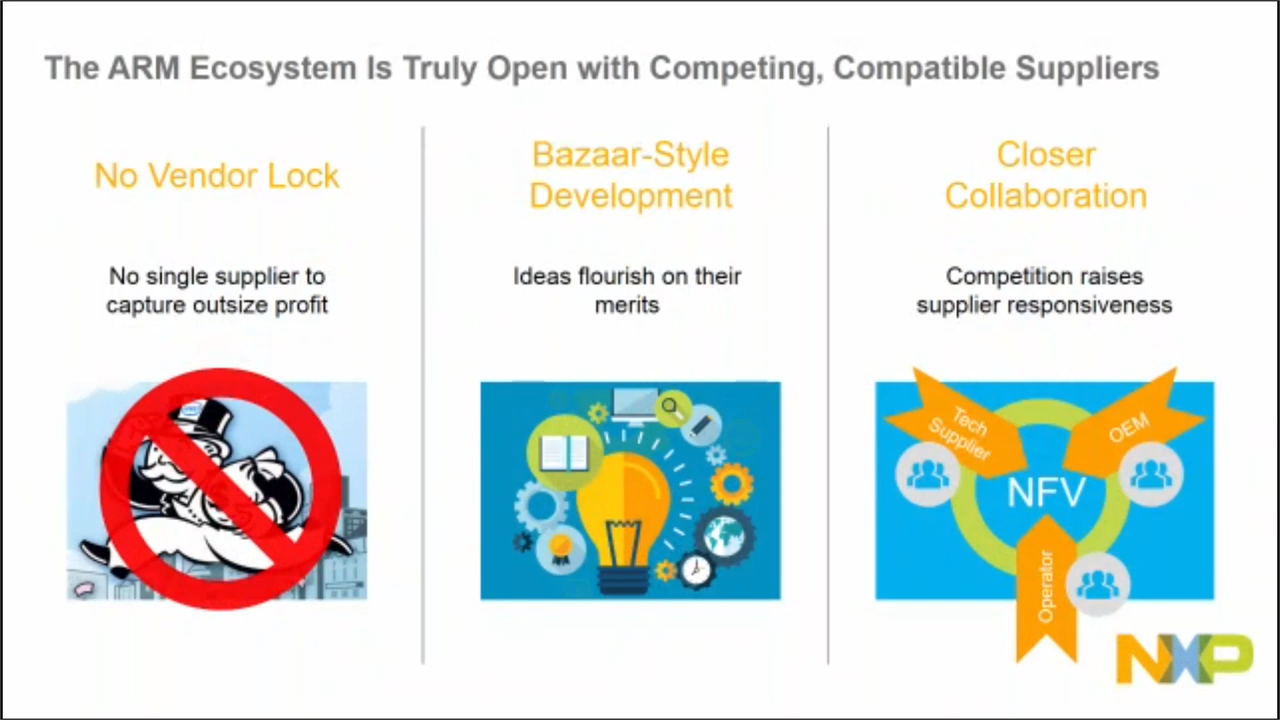 The ARM Ecosystem Is Truly Open with Competing, Compatible Suppliers
No Vendor Lock
No single supplier to
capture outsize profit
Bazaar-Style
Development
Ideas flourish on their
merits
Closer
Collaboration
Competition raises
supplier responsiveness
Tech
Supplier
OEM
NFV
Operator
NXP